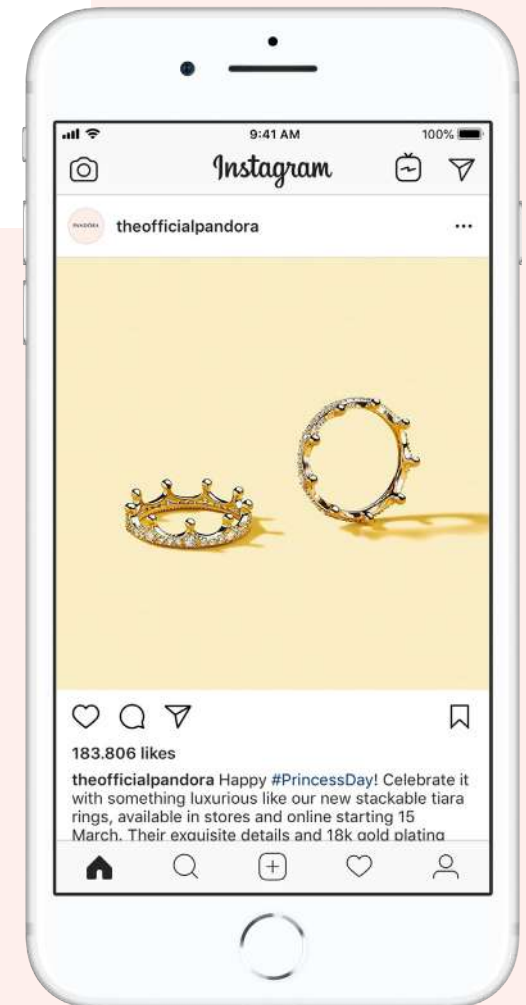 9:41 AM
100%
Instagram
PANDÖRA
theofficialpandora
183.806 likes
theofficialpandora Happy #PrincessDay! Celebrate it
with something luxurious like our new stackable tiara
rings, available in stores and online starting 15
March. Their exquisite details and 18k gold plating